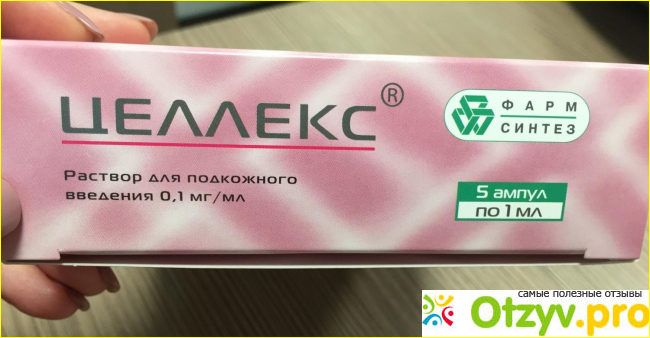 ЦЕЛЛЕКС®
ФАРМ
СИНТЕЗ
Раствор для подкожного
введения 0,1 мг/мл
5 ампул
по 1 мл
самые полезные отзывы
Otzyv.pro